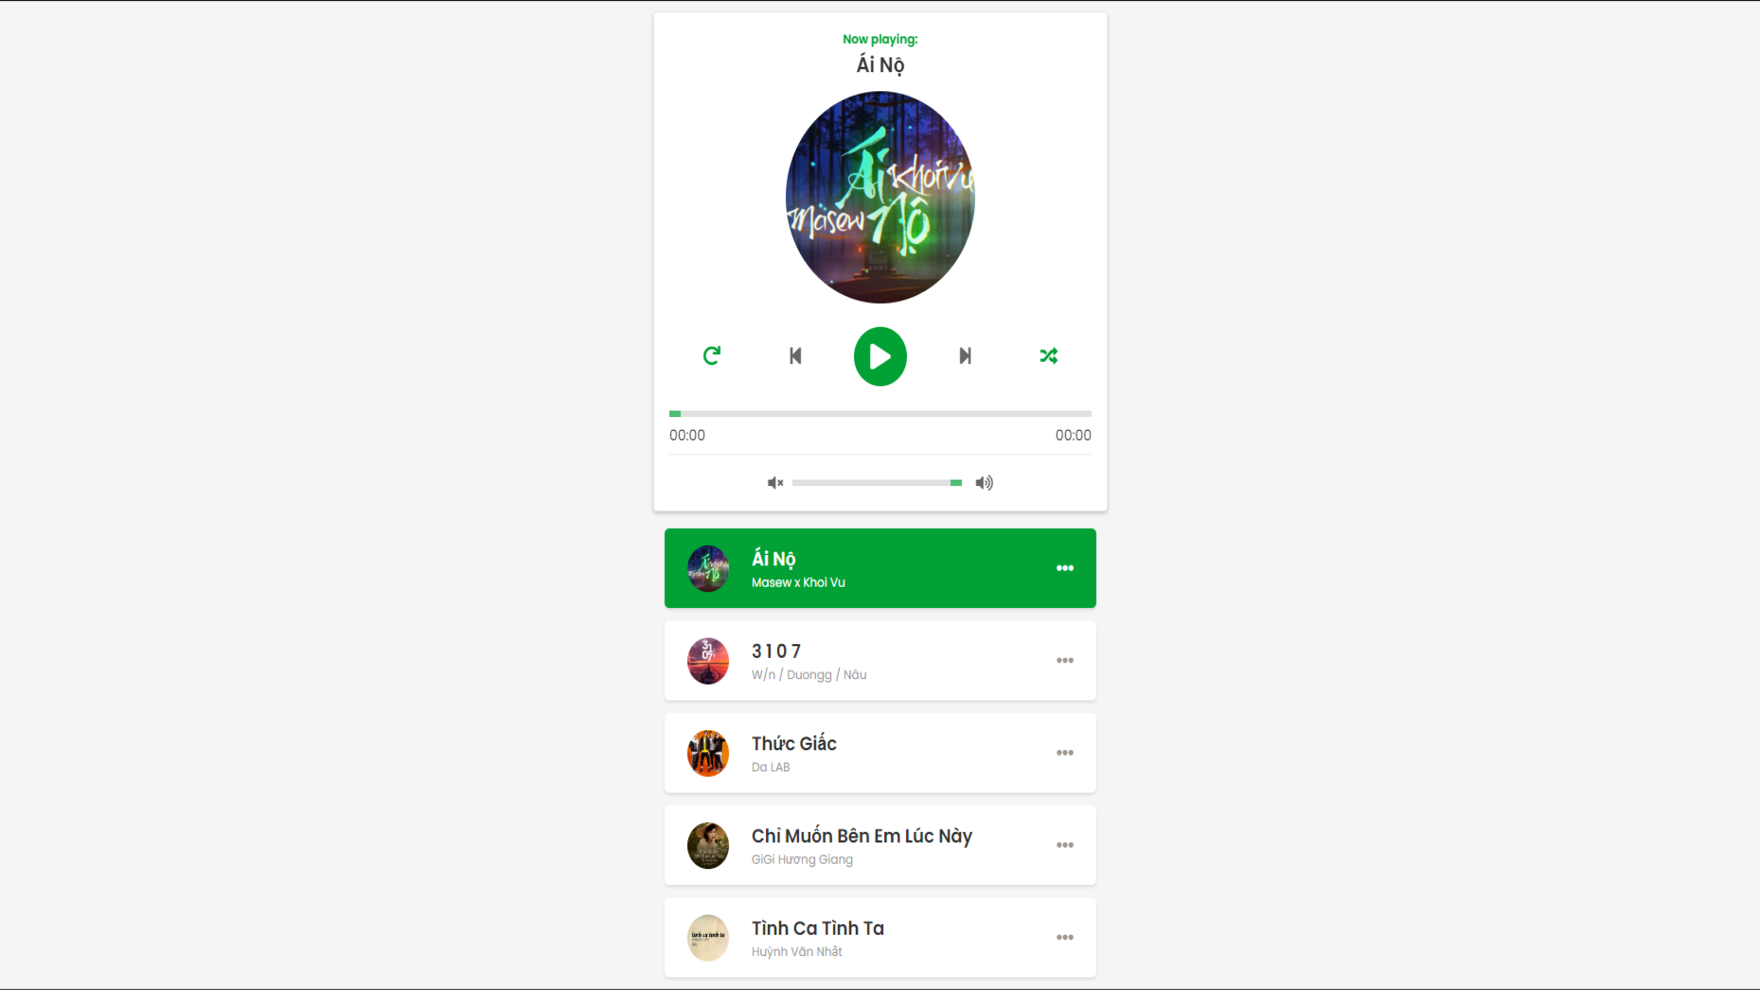 Now playing:
Ái Nộ
Ái
KhoiVu
Masew
Nộ
00:00
00:00
Ái Nộ
Masew x Khoi Vu
3 1 0 7
W/n / Duongg / Nâu
Thức Giấc
Da LAB
Chỉ Muốn Bên Em Lúc Này
GiGi Hương Giang
Tình Ca Tình Ta
Huỳnh Văn Nhật